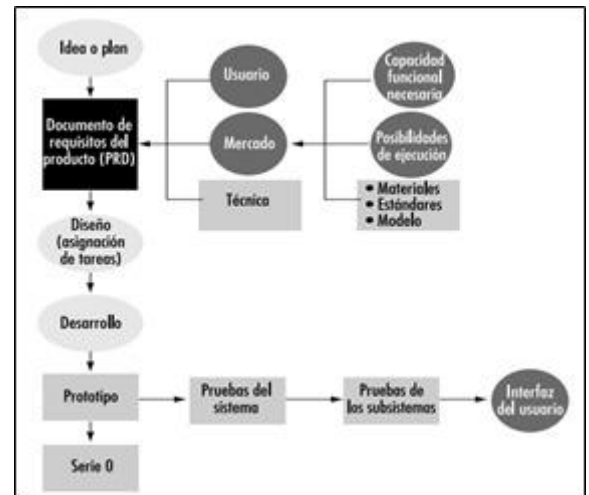 Idea o plan
Usuario
Capacidad
funcional
necesaria
Documento de
requisitos del
producto (PRD)
Mercado
Posibilidades
de ejecución
Técnica
• Materiales
• Estándares
• Modelo
Diseño
(asignación
de tareas)
Desarrollo
Prototipo
Pruebas del
sistema
Pruebas de
los subsistemas
Interfaz
del usuario
Serie 0